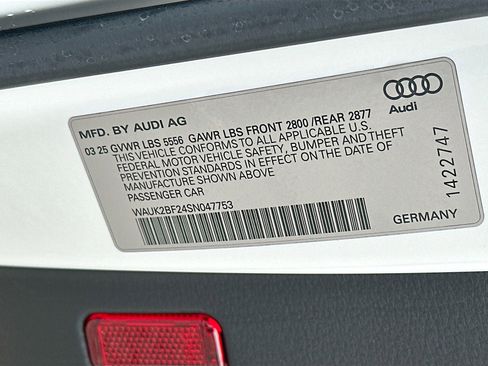 MFD. BY AUDI AG
03 25 GVWR LBS 5556 GAWR LBS FRONT 2800 /REAR 2877
THIS VEHICLE CONFORMS TO ALL APPLICABLE U.S.
FEDERAL MOTOR VEHICLE SAFETY, BUMPER AND THEFT
PREVENTION STANDARDS IN EFFECT ON THE DATE OF
MANUFACTURE SHOWN ABOVE
PASSENGER CAR
WAUK2BF24SN047753
Audi
1422747
GERMANY